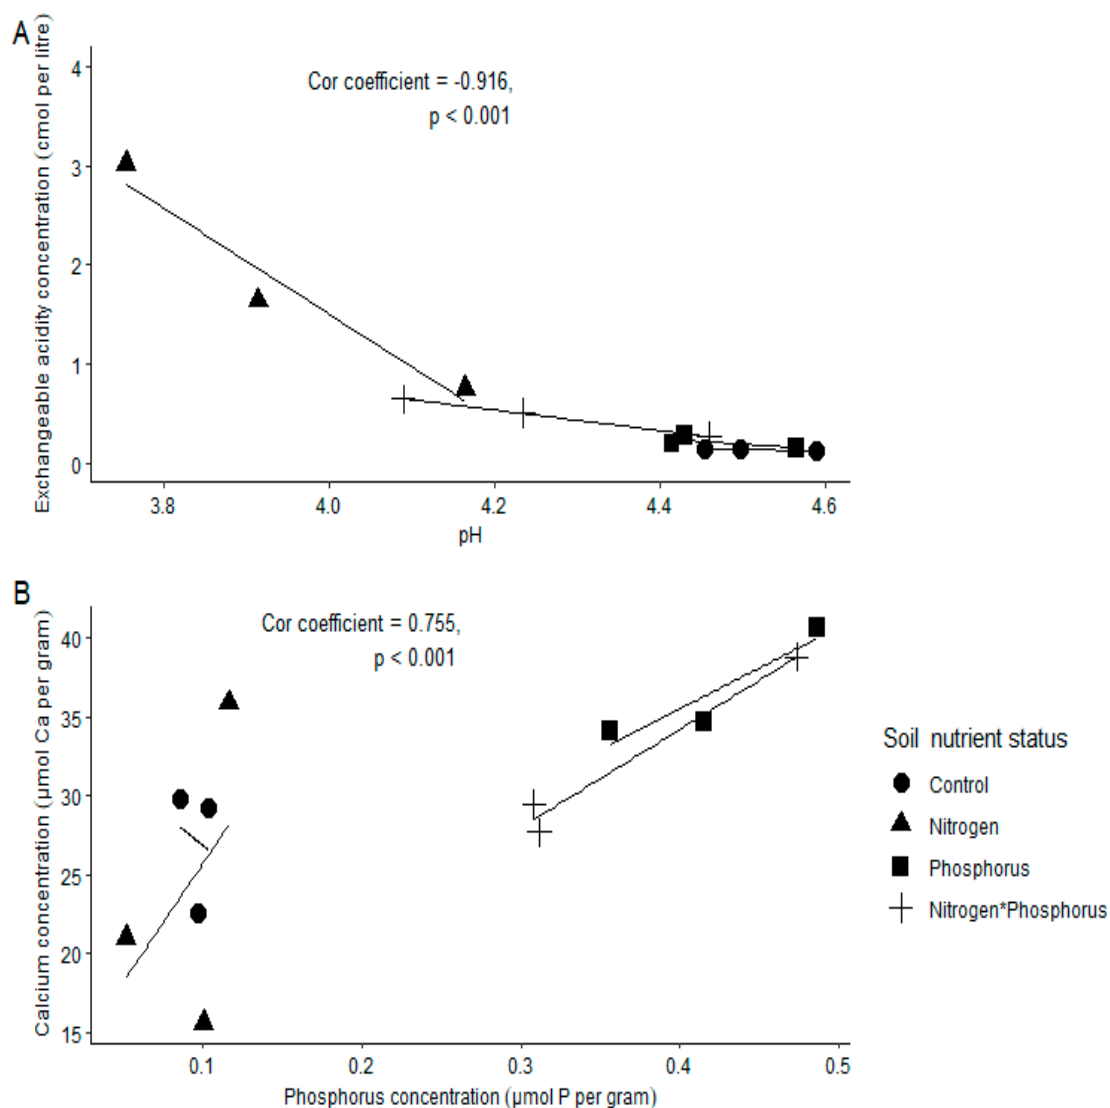 A
Exchangeable acidity concentration (cmol per litre)
Cor coefficient = -0.916,
p < 0.001
4
3
2
1
0
3.8 4.0 4.2 4.4 4.6
pH
B
Calcium concentration (µmol Ca per gram)
Cor coefficient = 0.755,
p < 0.001
40
35
30
25
20
15
0.1 0.2 0.3 0.4 0.5
Phosphorus concentration (µmol P per gram)
Soil nutrient status
Control
Nitrogen
Phosphorus
Nitrogen*Phosphorus